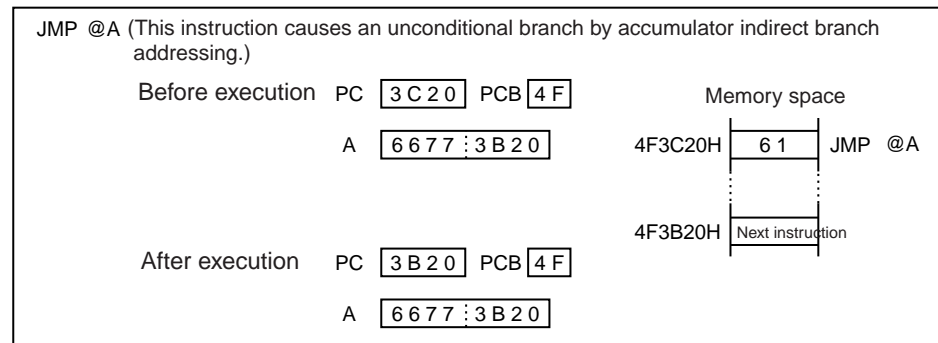 JMP @A (This instruction causes an unconditional branch by accumulator indirect branch
addressing.)
Before execution PC 3C20 PCB 4F
Memory space
A 6677 3B20
4F3C20H 61 JMP @A
4F3B20H Next instruction
After execution PC 3B20 PCB 4F
A 6677 3B20